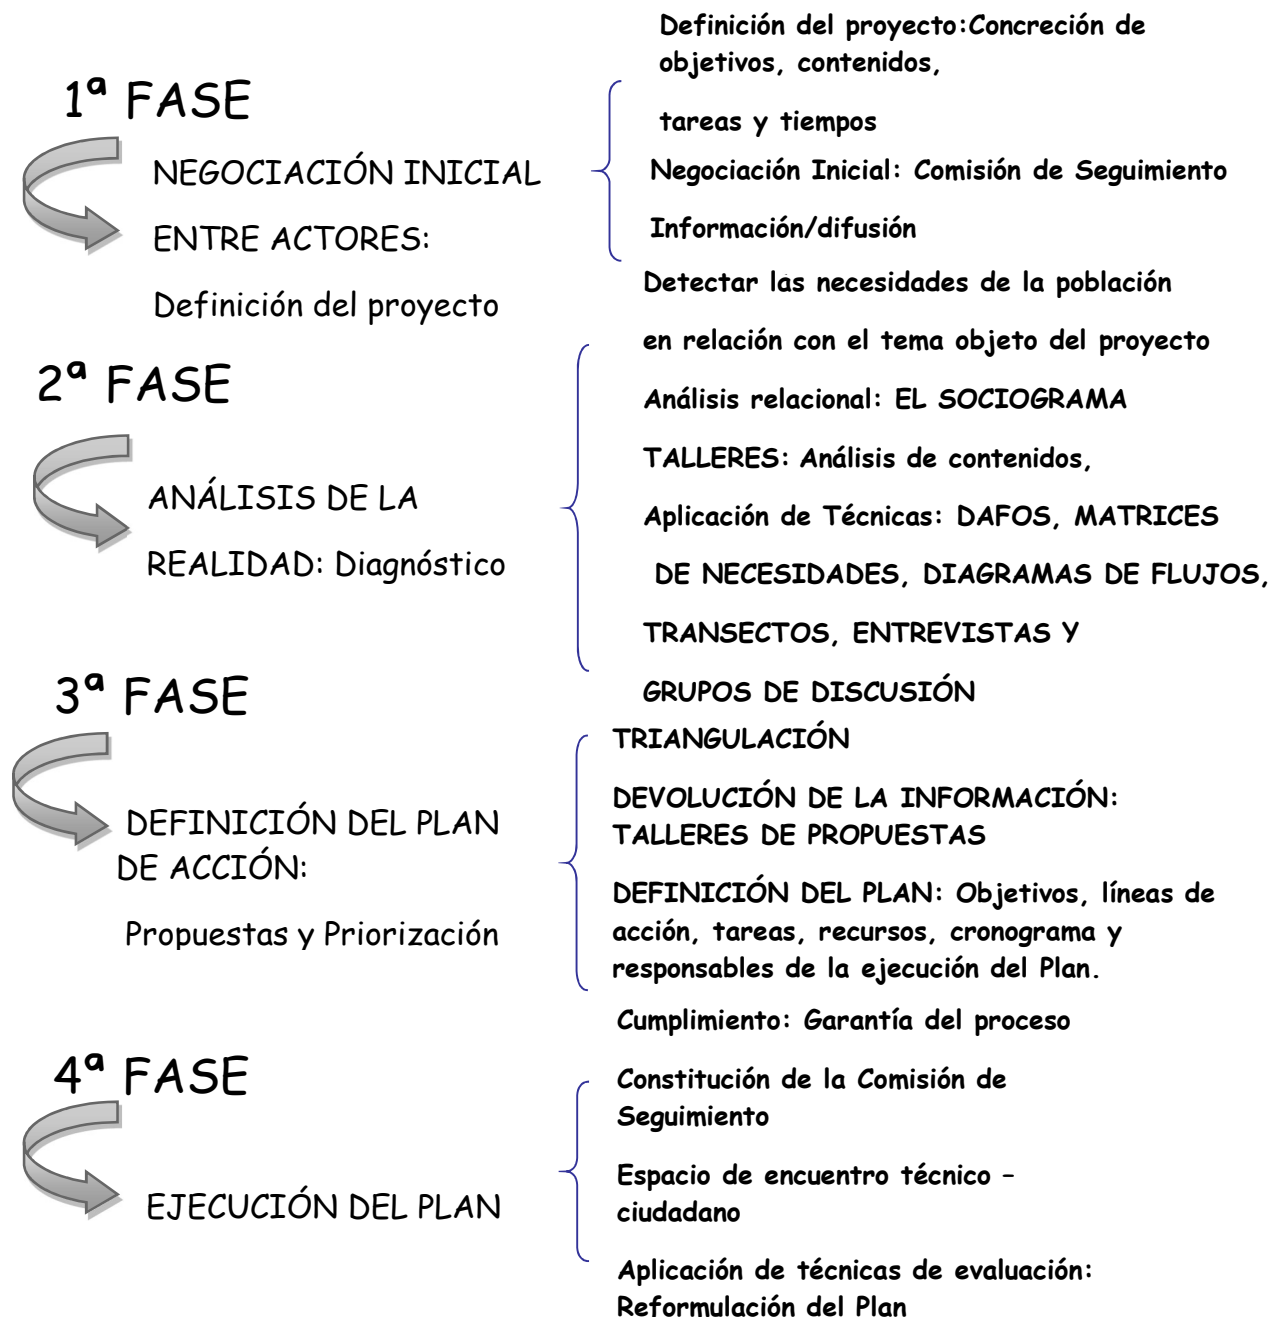 1ª FASE
NEGOCIACIÓN INICIAL
ENTRE ACTORES:
Definición del proyecto
Definición del proyecto:Concreción de
objetivos, contenidos,
tareas y tiempos
Negociación Inicial: Comisión de Seguimiento
Información/difusión
2ª FASE
ANÁLISIS DE LA
REALIDAD: Diagnóstico
Detectar las necesidades de la población
en relación con el tema objeto del proyecto
Análisis relacional: EL SOCIOGRAMA
TALLERES: Análisis de contenidos,
Aplicación de Técnicas: DAFOS, MATRICES
DE NECESIDADES, DIAGRAMAS DE FLUJOS,
TRANSECTOS, ENTREVISTAS Y
GRUPOS DE DISCUSIÓN
3ª FASE
DEFINICIÓN DEL PLAN
DE ACCIÓN:
Propuestas y Priorización
TRIANGULACIÓN
DEVOLUCIÓN DE LA INFORMACIÓN:
TALLERES DE PROPUESTAS
DEFINICIÓN DEL PLAN: Objetivos, líneas de
acción, tareas, recursos, cronograma y
responsables de la ejecución del Plan.
4ª FASE
EJECUCIÓN DEL PLAN
Cumplimiento: Garantía del proceso
Constitución de la Comisión de
Seguimiento
Espacio de encuentro técnico –
ciudadano
Aplicación de técnicas de evaluación:
Reformulación del Plan